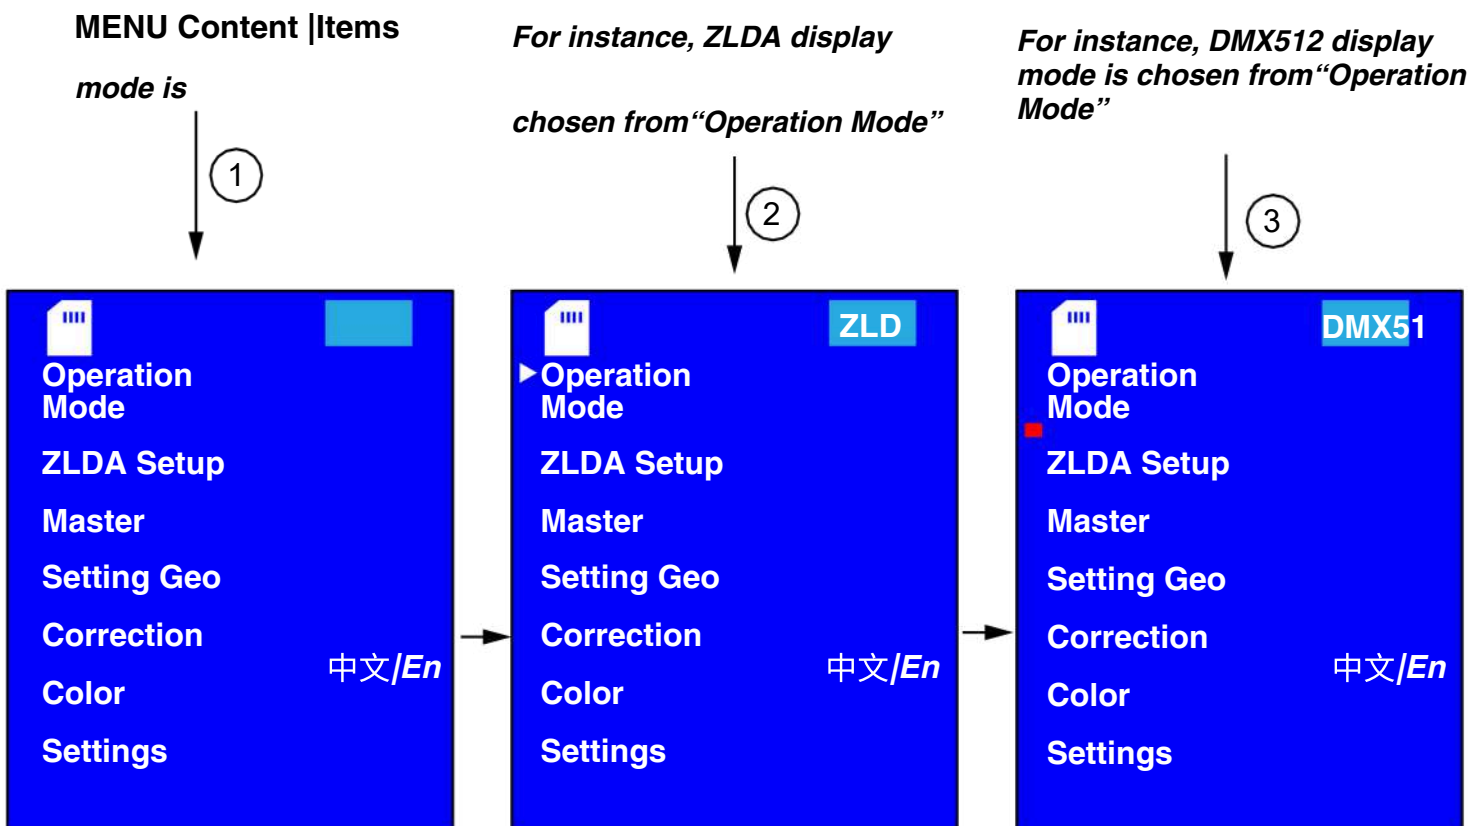 MENU Content |Items
mode is
1
For instance, ZLDA display
chosen from“Operation Mode”
2
For instance, DMX512 display
mode is chosen from“Operation
Mode”
3
Operation
Mode
ZLDA Setup
Master
Setting Geo
Correction
中文/En
Color
Settings
ZLD
Operation
Mode
ZLDA Setup
Master
Setting Geo
Correction
中文/En
Color
Settings
DMX51
Operation
Mode
ZLDA Setup
Master
Setting Geo
Correction
中文/En
Color
Settings